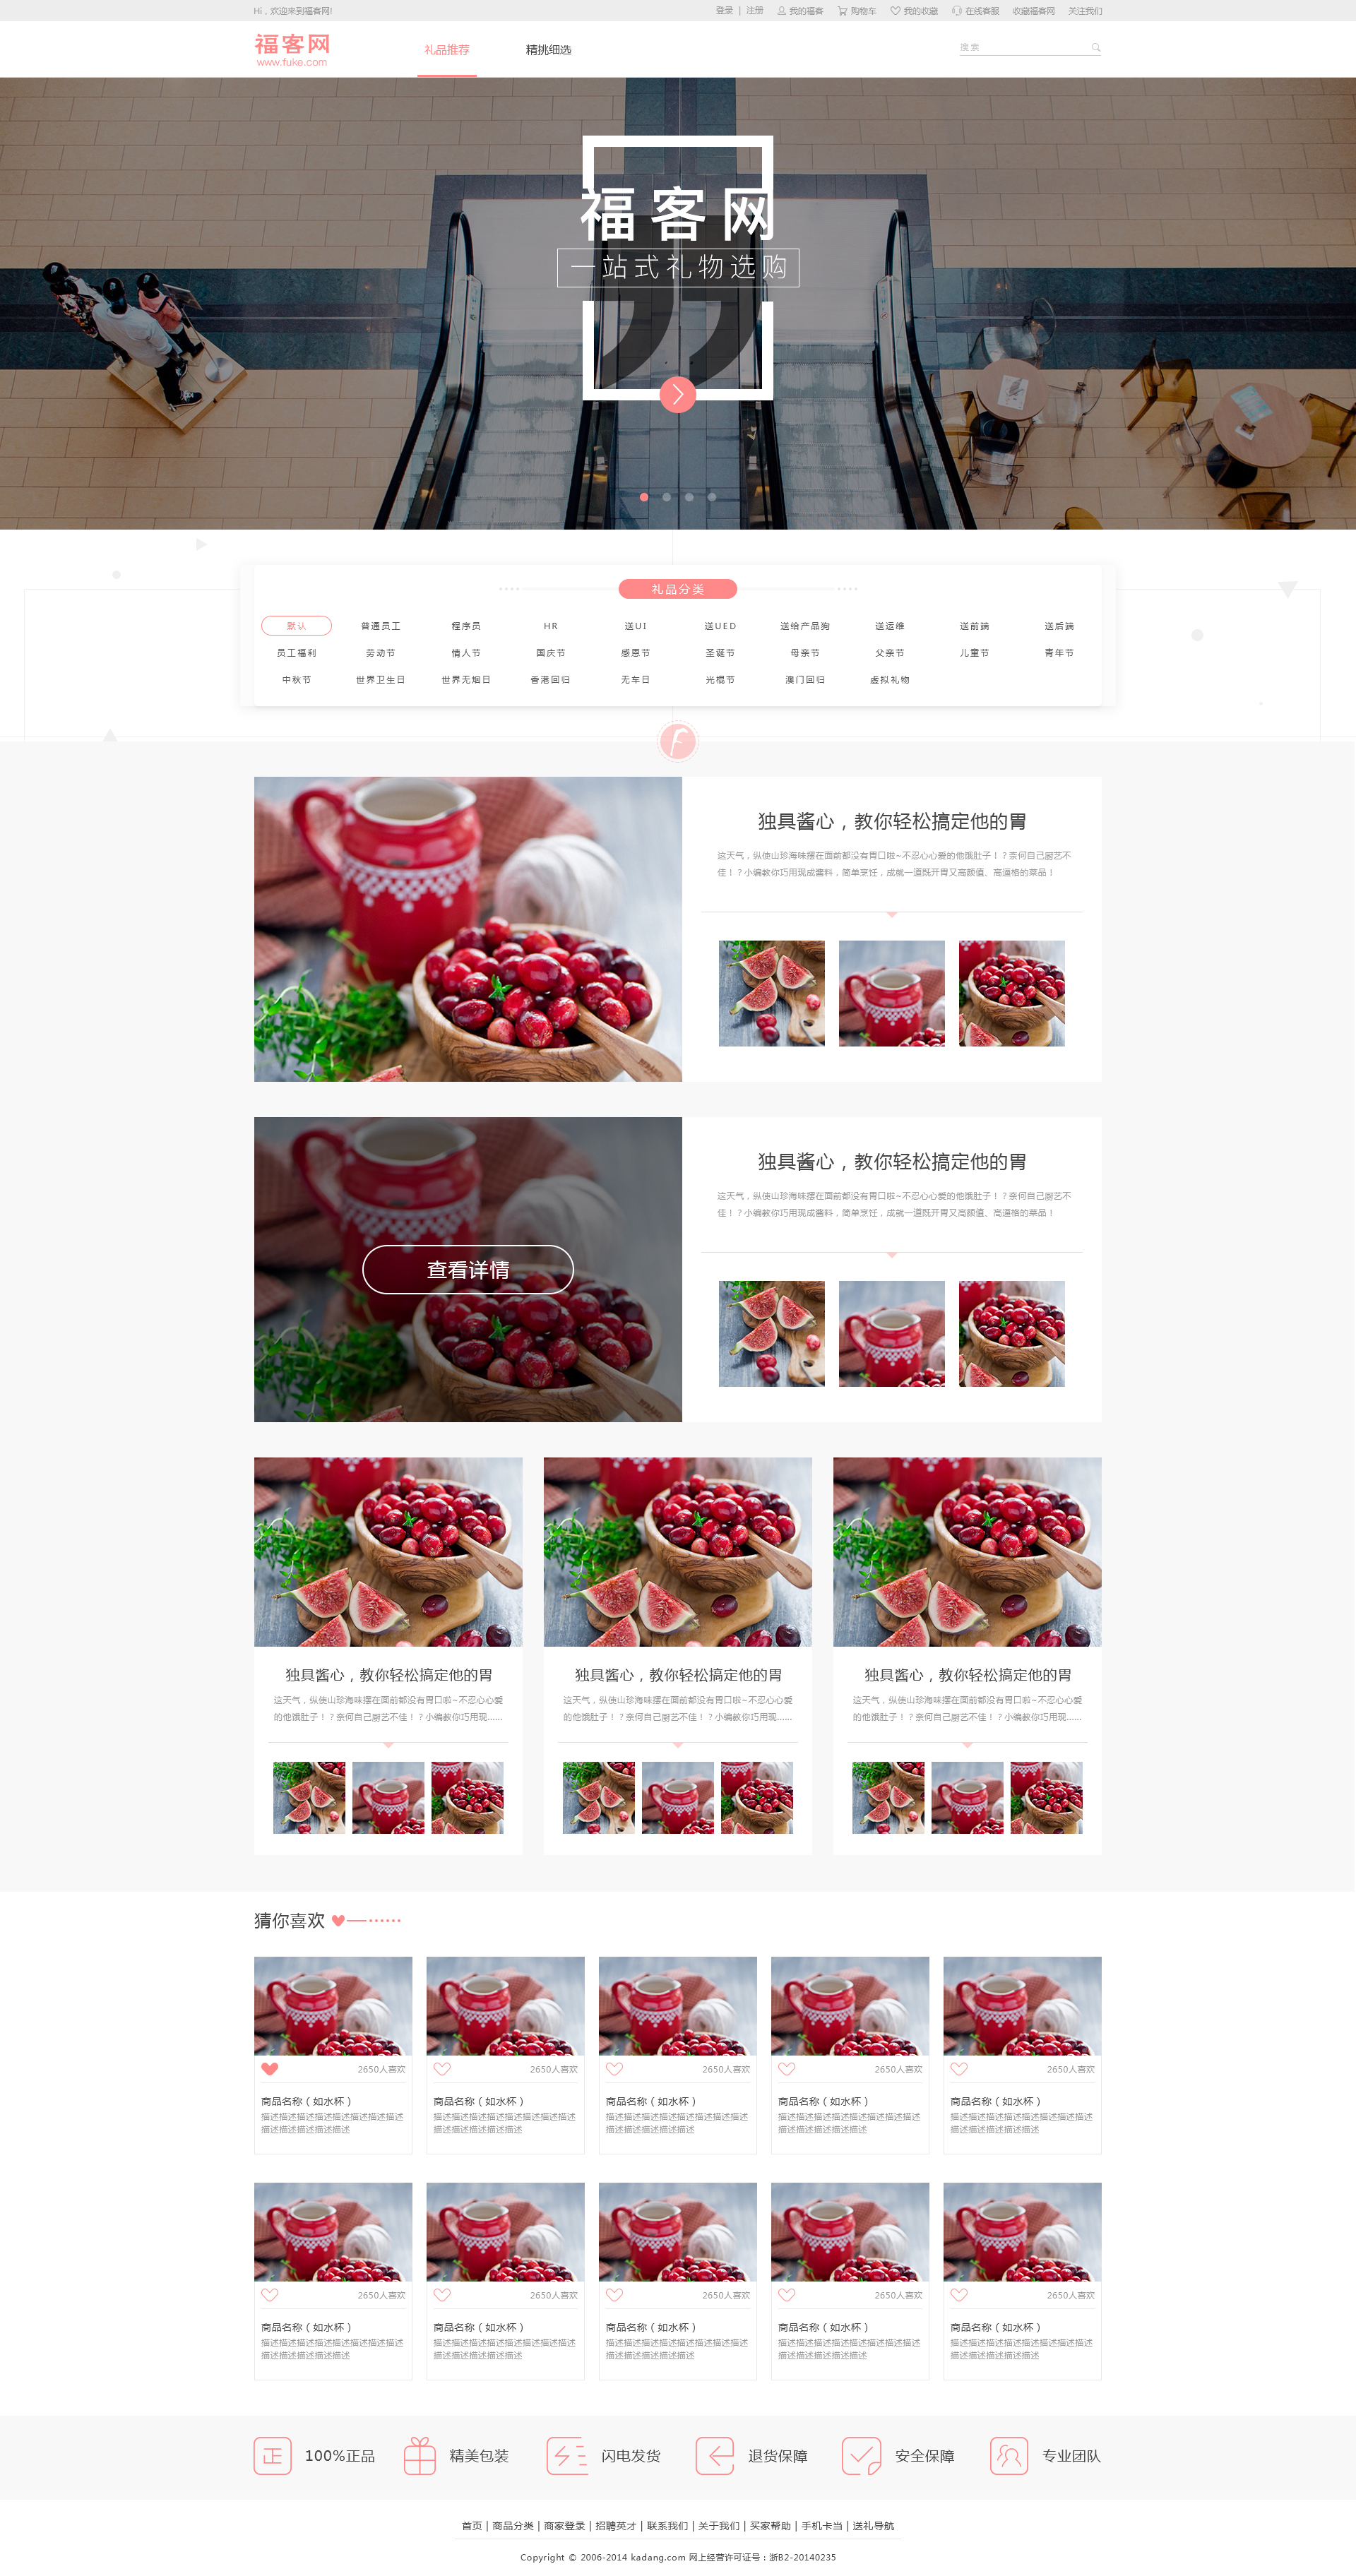 Hi，欢迎来到福客网!
登录 | 注册 我的福客 购物车 我的收藏 在线客服 收藏福客网 关注我们
福客网
www.fuke.com
礼品推荐 精挑细选 搜索
福客网
一站式礼物选购
礼品分类
默认 普通员工 程序员 HR 送UI 送UED 送给产品狗 送运维 送前端 送后端
员工福利 劳动节 情人节 国庆节 感恩节 圣诞节 母亲节 父亲节 儿童节 青年节
中秋节 世界卫生日 世界无烟日 香港回归 无车日 光棍节 澳门回归 虚拟礼物
F
独具酱心，教你轻松搞定他的胃
这天气，纵使山珍海味摆在面前都没有胃口啦~不忍心心爱的他饿肚子！？奈何自己厨艺不
佳！？小编教你巧用现成酱料，简单烹饪，成就一道既开胃又高颜值、高逼格的菜品！
独具酱心，教你轻松搞定他的胃
这天气，纵使山珍海味摆在面前都没有胃口啦~不忍心心爱的他饿肚子！？奈何自己厨艺不
佳！？小编教你巧用现成酱料，简单烹饪，成就一道既开胃又高颜值、高逼格的菜品！
查看详情
独具酱心，教你轻松搞定他的胃 独具酱心，教你轻松搞定他的胃 独具酱心，教你轻松搞定他的胃
这天气，纵使山珍海味摆在面前都没有胃口啦~不忍心心爱 这天气，纵使山珍海味摆在面前都没有胃口啦~不忍心心爱 这天气，纵使山珍海味摆在面前都没有胃口啦~不忍心心爱
的他饿肚子！？奈何自己厨艺不佳！？小编教你巧用现...... 的他饿肚子！？奈何自己厨艺不佳！？小编教你巧用现...... 的他饿肚子！？奈何自己厨艺不佳！？小编教你巧用现......
猜你喜欢
2650人喜欢 2650人喜欢 2650人喜欢 2650人喜欢 2650人喜欢
商品名称（如水杯） 商品名称（如水杯） 商品名称（如水杯） 商品名称（如水杯） 商品名称（如水杯）
描述描述描述描述描述描述描述描述 描述描述描述描述描述描述描述描述 描述描述描述描述描述描述描述描述 描述描述描述描述描述描述描述描述 描述描述描述描述描述描述描述描述
描述描述描述描述描述 描述描述描述描述描述 描述描述描述描述描述 描述描述描述描述描述 描述描述描述描述描述
2650人喜欢 2650人喜欢 2650人喜欢 2650人喜欢 2650人喜欢
商品名称（如水杯） 商品名称（如水杯） 商品名称（如水杯） 商品名称（如水杯） 商品名称（如水杯）
描述描述描述描述描述描述描述描述 描述描述描述描述描述描述描述描述 描述描述描述描述描述描述描述描述 描述描述描述描述描述描述描述描述 描述描述描述描述描述描述描述描述
描述描述描述描述描述 描述描述描述描述描述 描述描述描述描述描述 描述描述描述描述描述 描述描述描述描述描述
正 100%正品 精美包装 闪电发货 退货保障 安全保障 专业团队
首页 | 商品分类 | 商家登录 | 招聘英才 | 联系我们 | 关于我们 | 买家帮助 | 手机卡当 | 送礼导航
Copyright © 2006-2014 kadang.com 网上经营许可证号：浙B2-20140235